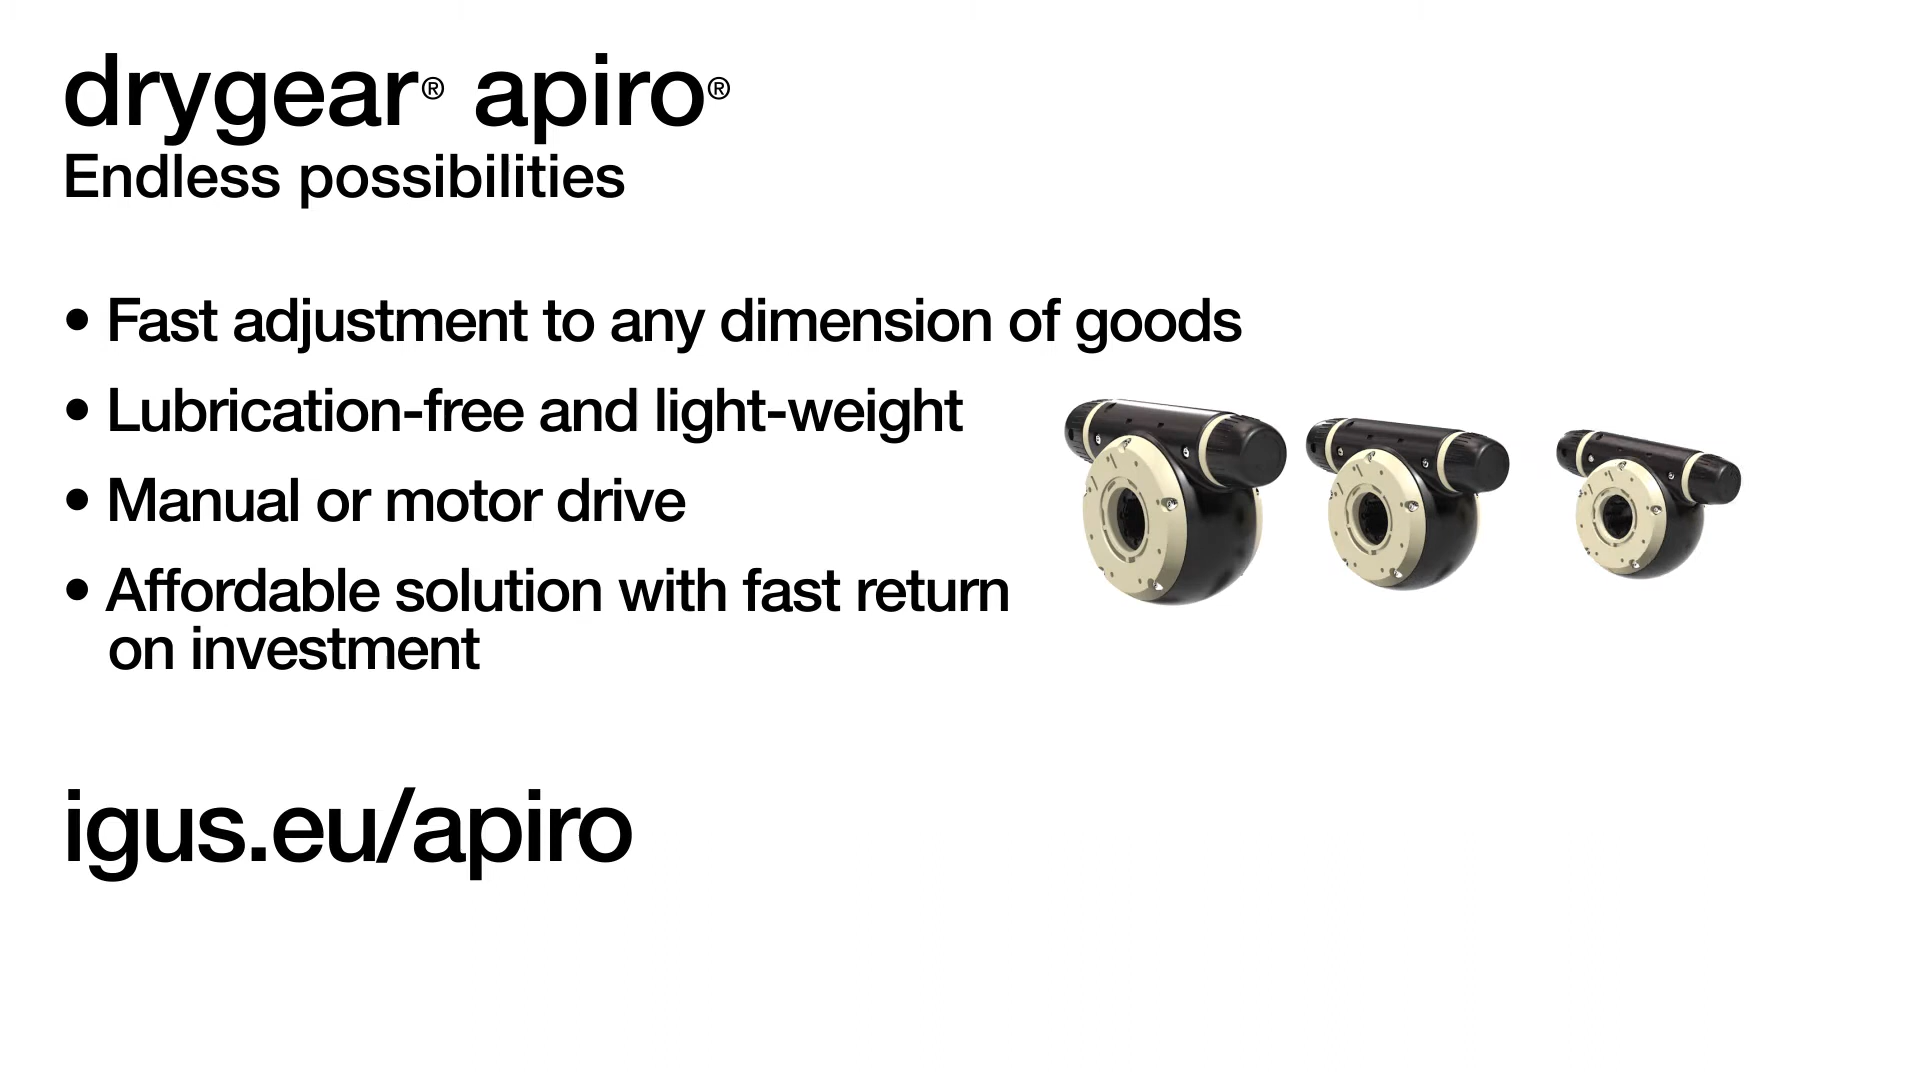 drygear® apiro®
Endless possibilities
• Fast adjustment to any dimension of goods
• Lubrication-free and light-weight
• Manual or motor drive
• Affordable solution with fast return
on investment
igus.eu/apiro